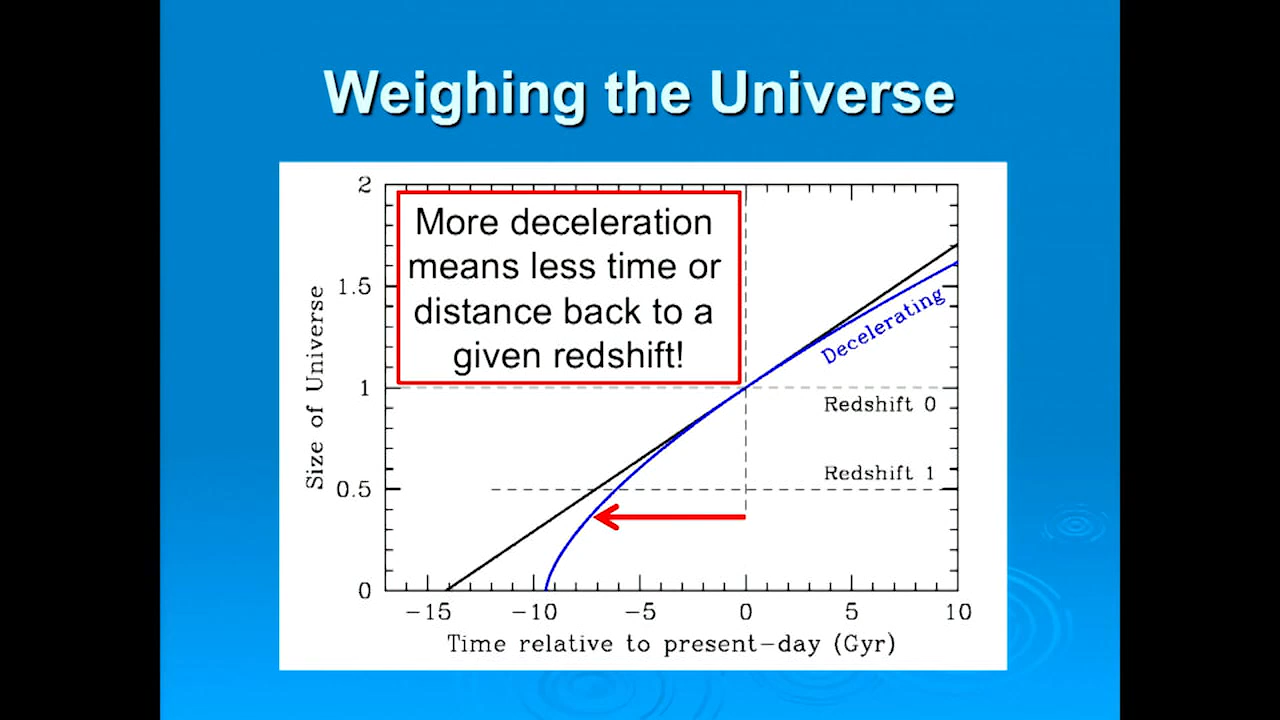 Weighing the Universe
More deceleration
means less time or
distance back to a
given redshift!
2
1.5
1
0.5
0
Size of Universe
Decelerating
Redshift 0
Redshift 1
−15 −10 −5 0 5 10
Time relative to present−day (Gyr)